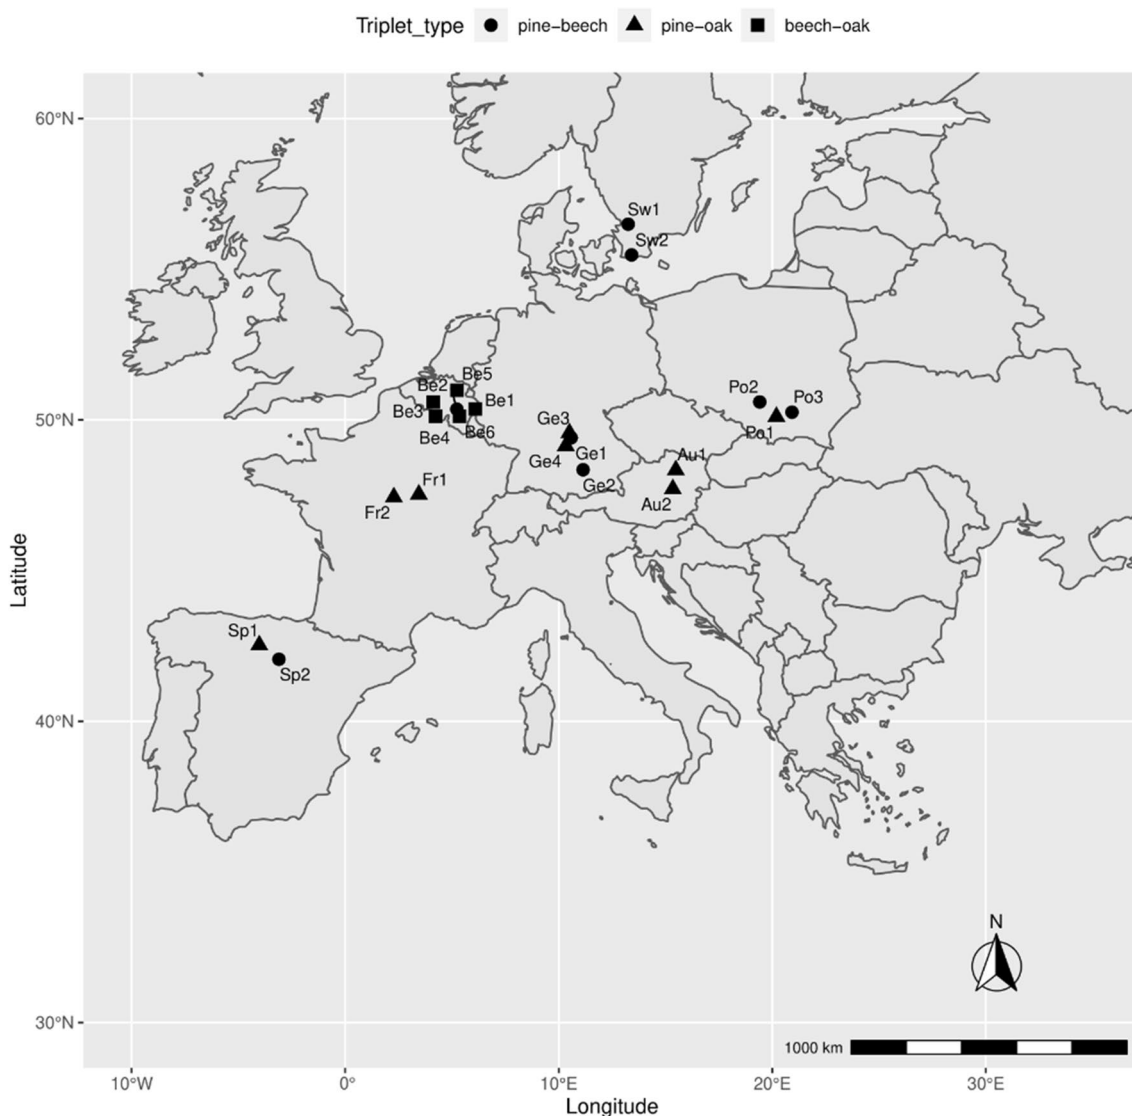 Triplet_type pine−beech pine−oak beech−oak
60°N
50°N
40°N
30°N
Latitude
Sw1
Sw2
Be5
Be2
Be1
Be3
Be4
Be6
Po2
Po3
Po1
Ge3
Ge1
Ge4
Ge2
Au1
Au2
Fr1
Fr2
Sp1
Sp2
N
1000 km
10°W 0° 10°E 20°E 30°E
Longitude